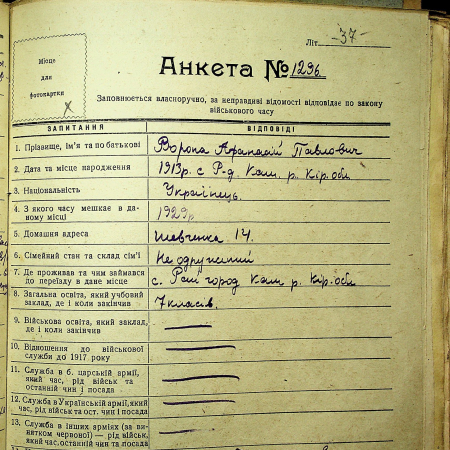 Літ. -37-
Місце
для
фотокартки
Анкета № 1296
Заповнюється власноручно, за неправдиві відомості відповідає по закону
військового часу
ЗАПИТАННЯ ВІДПОВІДІ
1. Прізвище, ім'я та по батькові Ворона Афанасій Павлович
2. Дата та місце народження 1913р. с Р-д. Кам. р. Кір. обл
3. Національність Українець.
4. З якого часу мешкає в да-
ному місці 1929р
5. Домашня адреса Шевченка 14.
6. Сімейний стан та склад сім'ї Не одружений
7. Де проживав та чим займався
до переїзду в дане місце с. Рай город Кам р. Кір. обл
8. Загальна освіта, який учбовий
заклад, де і коли закінчив 7 класів.
9. Військова освіта, який заклад,
де і коли закінчив —
10. Відношення до військової
служби до 1917 року —
11. Служба в б. царській армії,
який час, рід військ та
останній чин і посада —
12. Служба в Українській армії, який
час, рід військ та ост. чин і посада —
13. Служба в інших арміях (за ви-
нятком червоної) — рід військ,
який час, останній чин та посада —